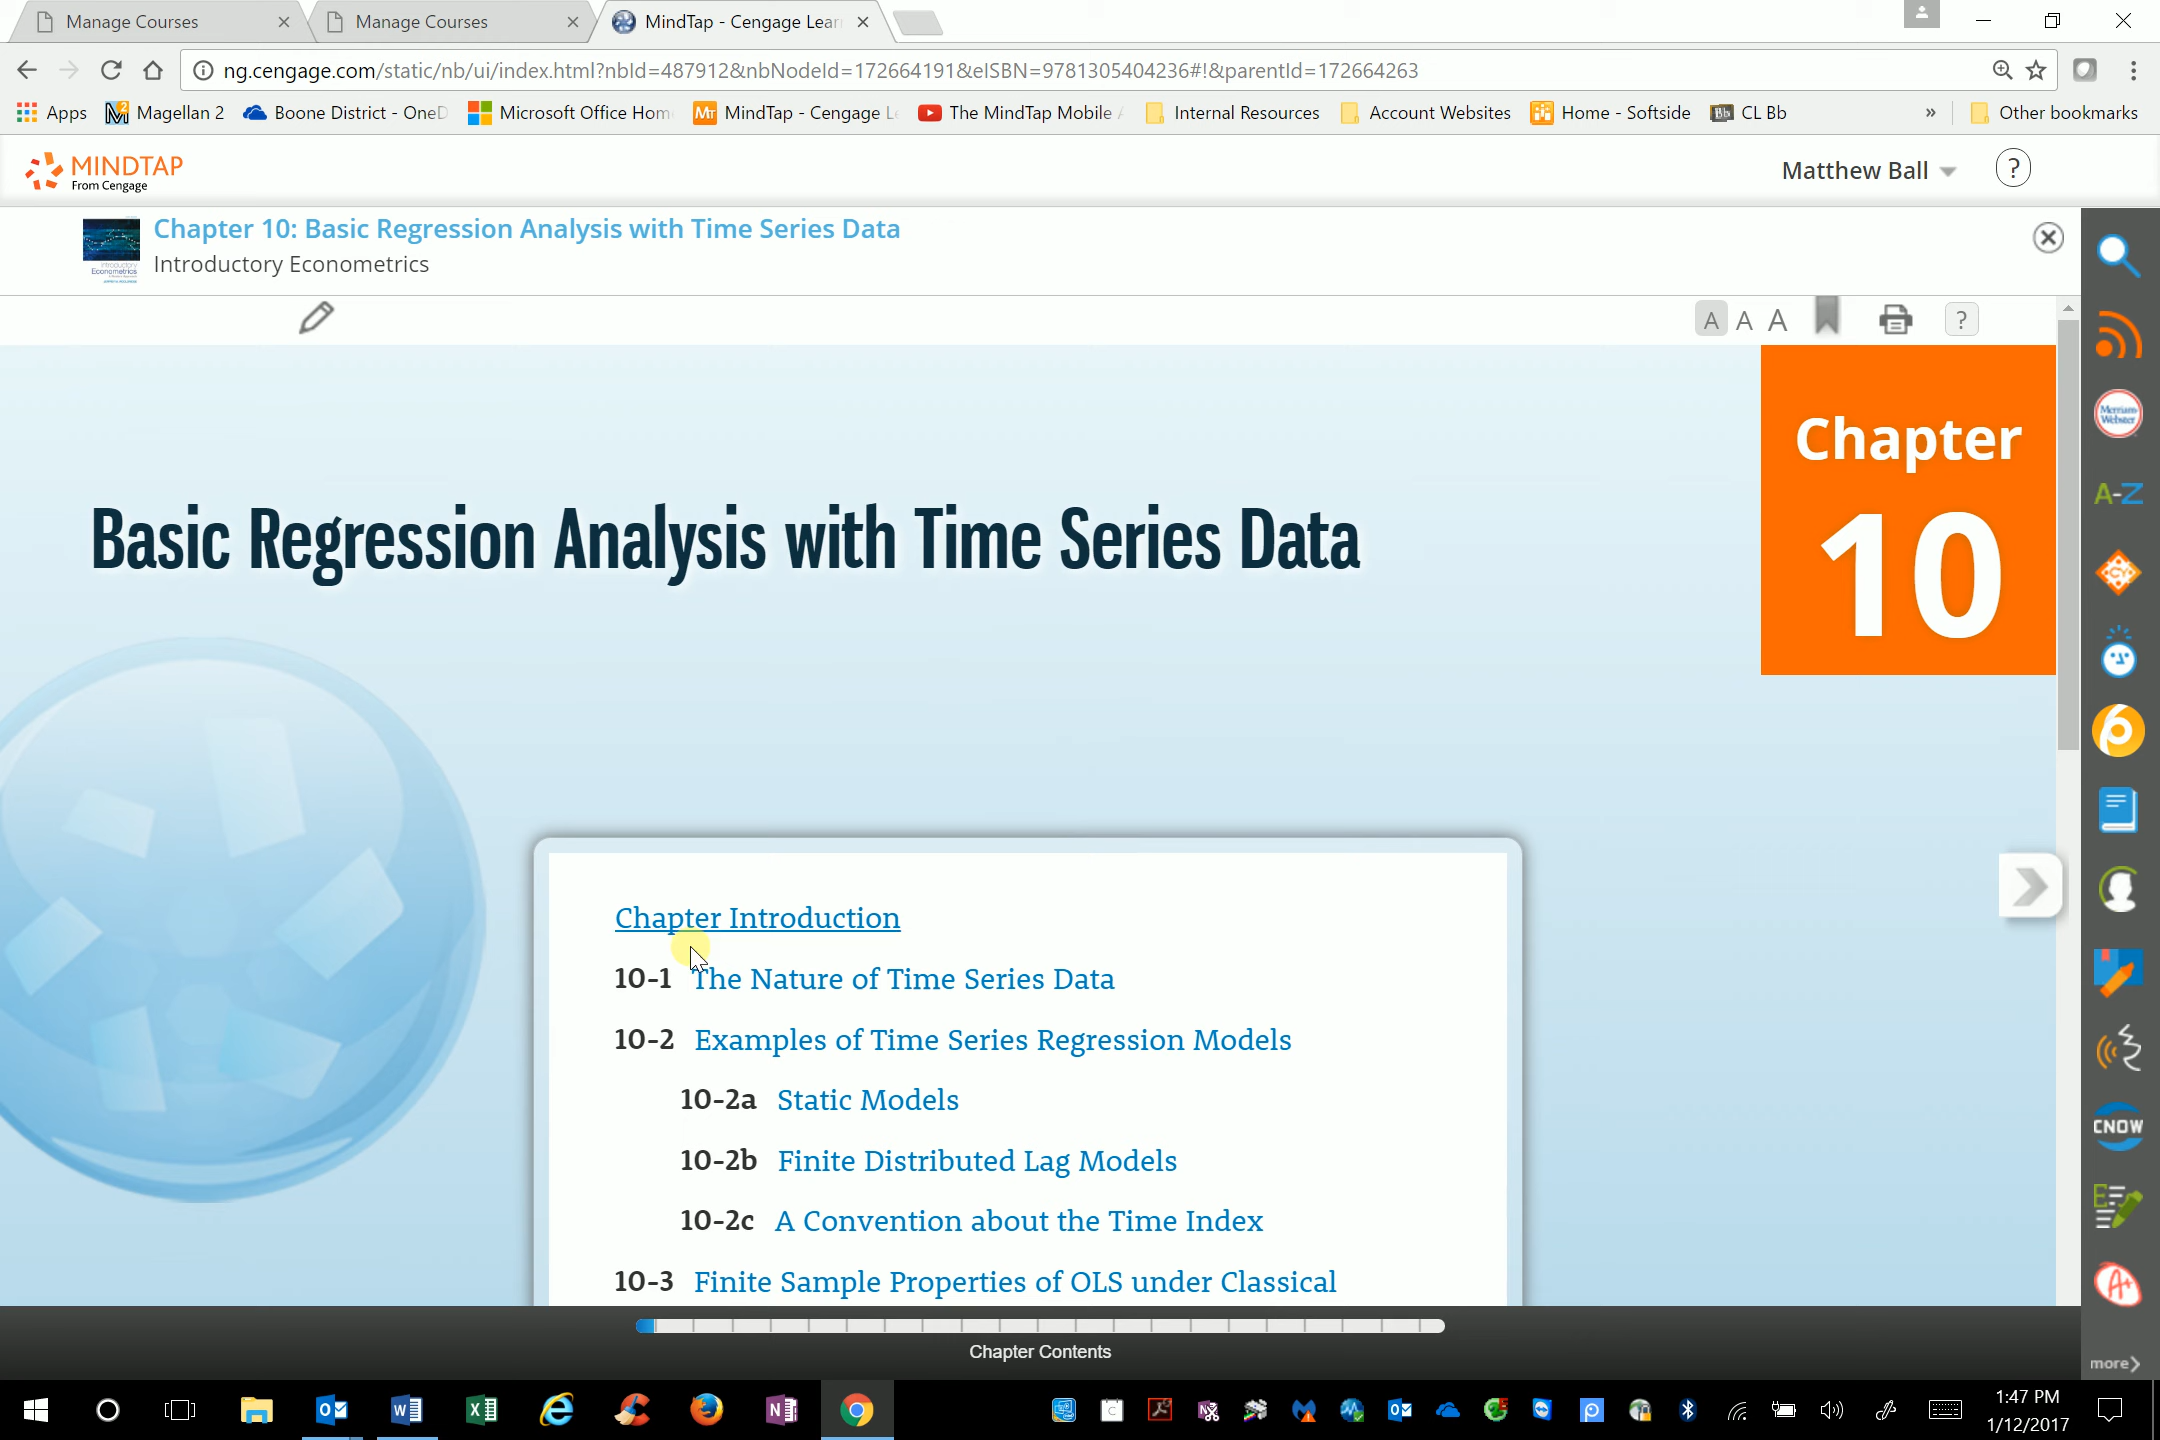 Manage Courses
Manage Courses
MindTap - Cengage Lear
ng.cengage.com/static/nb/ui/index.html?nbId=487912&nbNodeId=172664191&eISBN=9781305404236#!&parentId=172664263
Apps
Magellan 2
Boone District - OneD
Microsoft Office Hom
MindTap - Cengage L
The MindTap Mobile
Internal Resources
Account Websites
Home - Softside
CL Bb
»
Other bookmarks
MINDTAP
From Cengage
Matthew Ball
?
Chapter 10: Basic Regression Analysis with Time Series Data
Introductory Econometrics
A A A
?
Chapter
10
Basic Regression Analysis with Time Series Data
Chapter Introduction
10-1 The Nature of Time Series Data
10-2 Examples of Time Series Regression Models
10-2a Static Models
10-2b Finite Distributed Lag Models
10-2c A Convention about the Time Index
10-3 Finite Sample Properties of OLS under Classical
Chapter Contents
Merriam-
Webster
A-Z
CNOW
A+
more
1:47 PM
1/12/2017